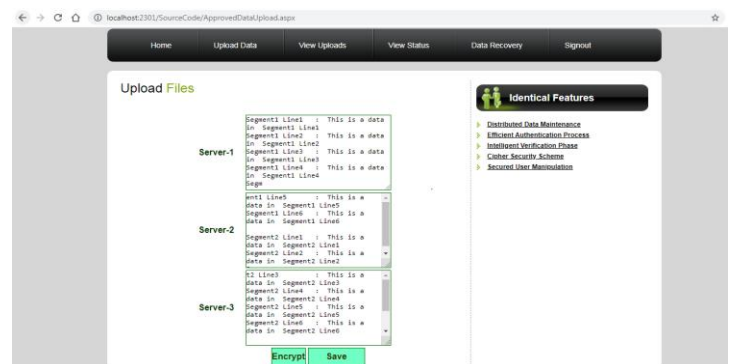 localhost:2301/SourceCode/ApprovedDataUpload.aspx
Home Upload Data View Uploads View Status Data Recovery Signout
Upload Files
Identical Features
Distributed Data Maintenance
Efficient Authentication Process
Intelligent Verification Phase
Cipher Security Scheme
Secured User Manipulation
Server-1
Segment1 Line1 : This is a data
in Segment1 Line1
Segment1 Line2 : This is a data
in Segment1 Line2
Segment1 Line3 : This is a data
in Segment1 Line3
Segment1 Line4 : This is a data
in Segment1 Line4
Segm
Server-2
ent1 Line5 : This is a
data in Segment1 Line5
Segment1 Line6 : This is a
data in Segment1 Line6
Segment2 Line1 : This is a
data in Segment2 Line1
Segment2 Line2 : This is a
data in Segment2 Line2
Server-3
t2 Line3 : This is a
data in Segment2 Line3
Segment2 Line4 : This is a
data in Segment2 Line4
Segment2 Line5 : This is a
data in Segment2 Line5
Segment2 Line6 : This is a
data in Segment2 Line6
Encrypt Save